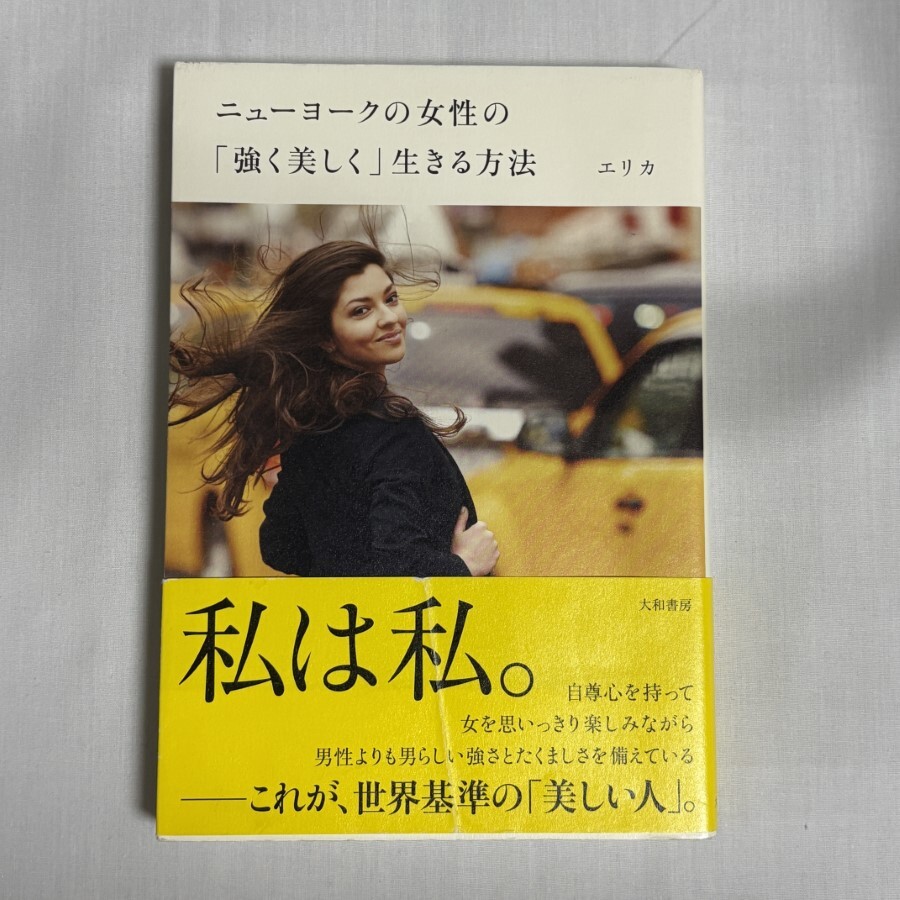 ニューヨークの女性の
「強く美しく」生きる方法
エリカ
大和書房
私は私。
自尊心を持って
女を思いっきり楽しみながら
男性よりも男らしい強さとたくましさを備えている
――これが、世界基準の「美しい人」。